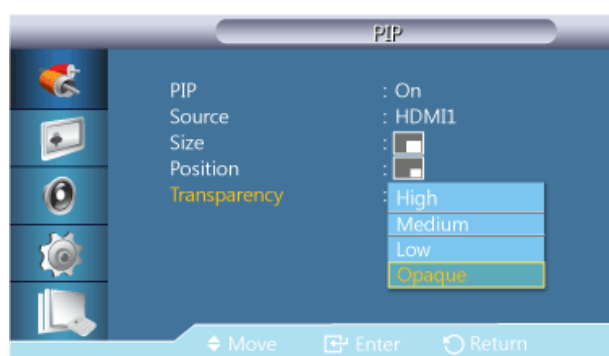 PIP
PIP : On
Source : HDMI1
Size :
Position :
Transparency :
High
Medium
Low
Opaque
Move Enter Return